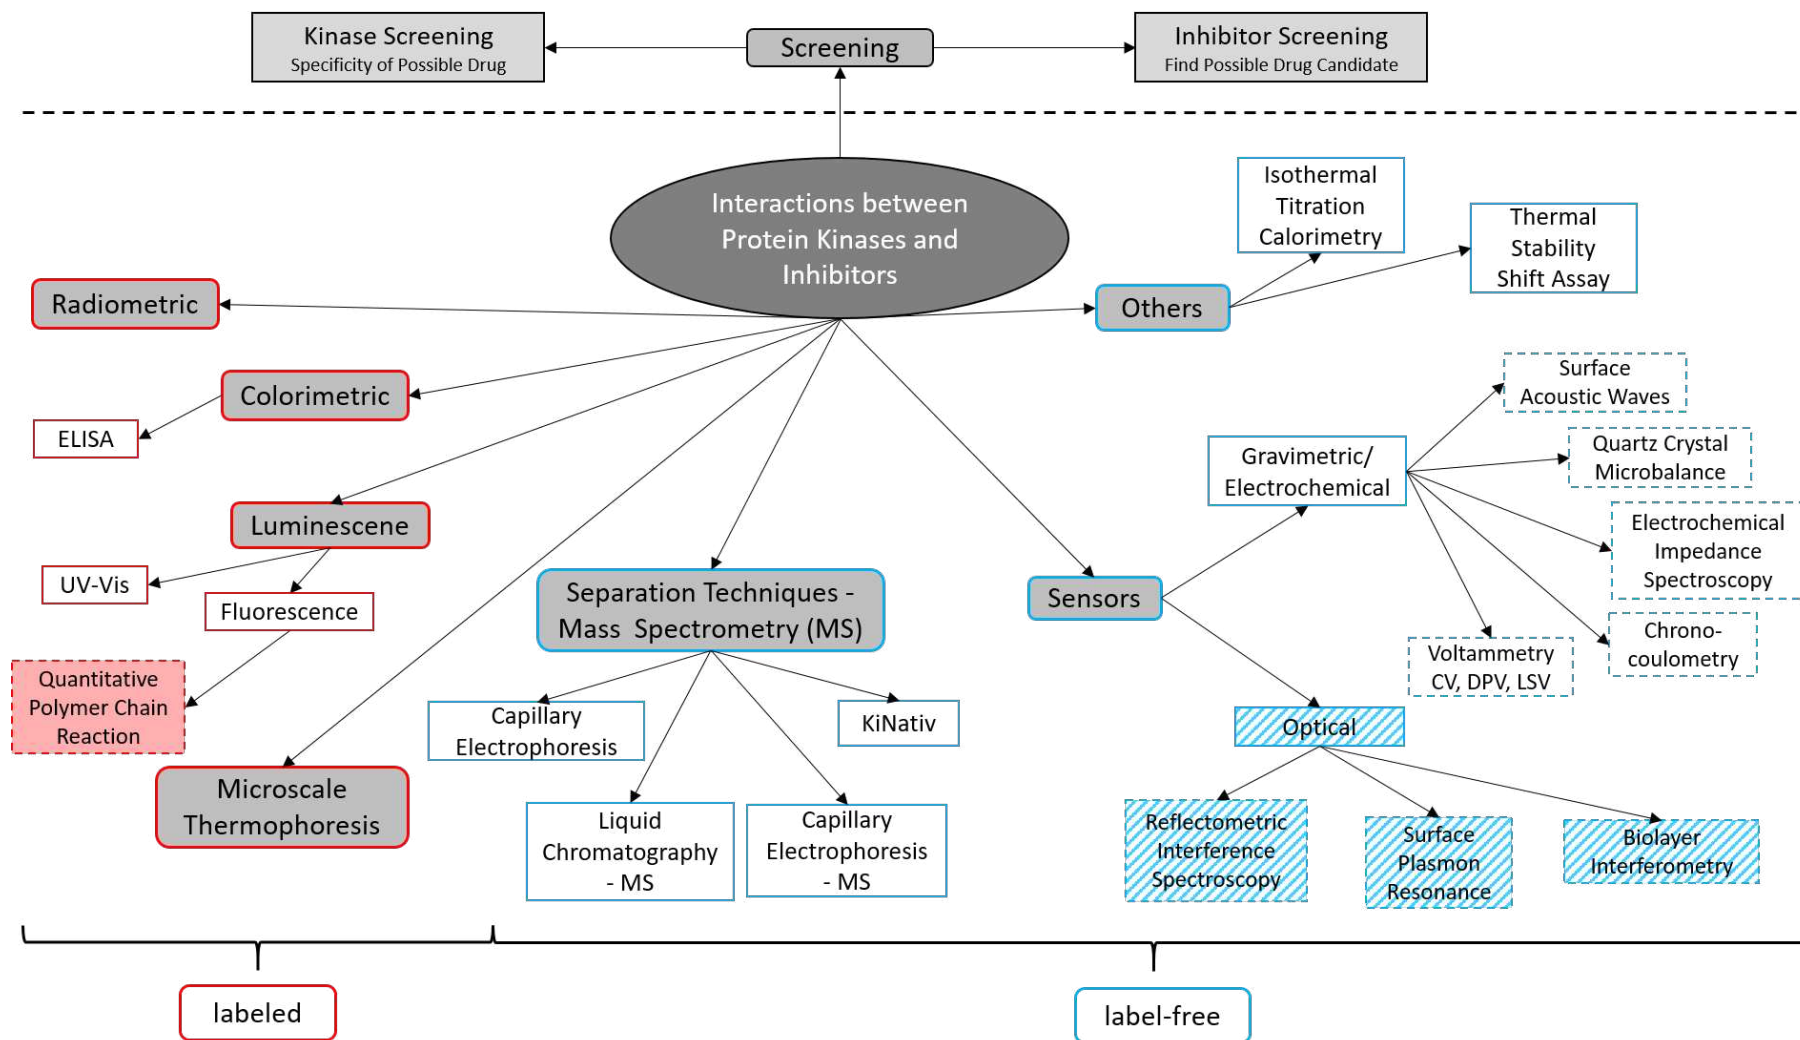 Kinase Screening
Specificity of Possible Drug
Screening
Inhibitor Screening
Find Possible Drug Candidate
Interactions between
Protein Kinases and
Inhibitors
Isothermal
Titration
Calorimetry
Thermal
Stability
Shift Assay
Radiometric
Others
Colorimetric
ELISA
Surface
Acoustic Waves
Gravimetric/
Electrochemical
Quartz Crystal
Microbalance
Electrochemical
Impedance
Spectroscopy
Chrono-
coulometry
Voltammetry
CV, DPV, LSV
Luminescene
UV-Vis
Fluorescence
Quantitative
Polymer Chain
Reaction
Microscale
Thermophoresis
Separation Techniques -
Mass Spectrometry (MS)
Capillary
Electrophoresis
KiNativ
Liquid
Chromatography
- MS
Capillary
Electrophoresis
- MS
Sensors
Optical
Reflectometric
Interference
Spectroscopy
Surface
Plasmon
Resonance
Biolayer
Interferometry
labeled
label-free